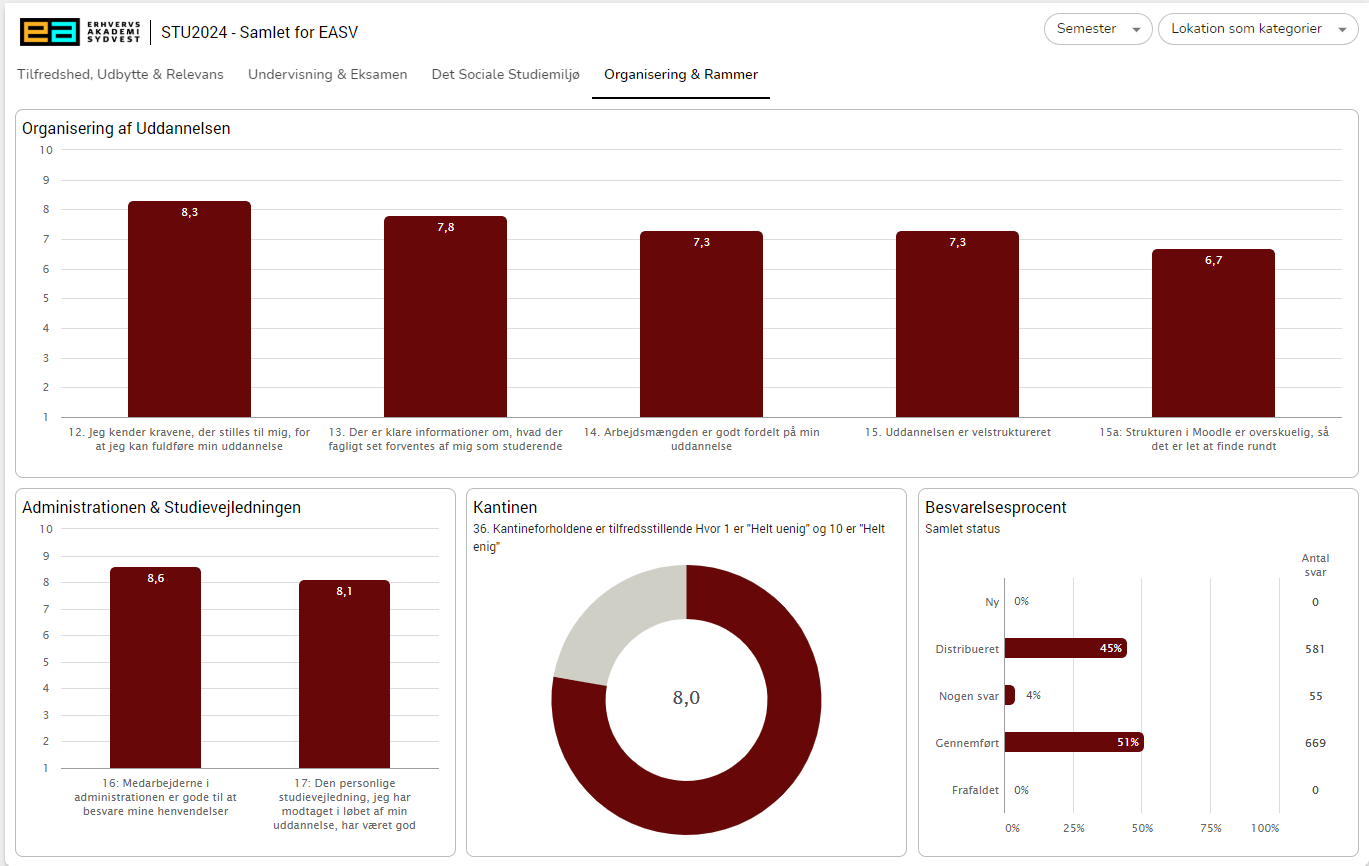 ERHVERVS
AKADEMI
SYDVEST
STU2024 - Samlet for EASV
Semester
Lokation som kategorier
Tilfredshed, Udbytte & Relevans
Undervisning & Eksamen
Det Sociale Studiemiljø
Organisering & Rammer
Organisering af Uddannelsen
10
9
8
7
6
5
4
3
2
1
8,3
7,8
7,3
7,3
6,7
12. Jeg kender kravene, der stilles til mig, for
at jeg kan fuldføre min uddannelse
13. Der er klare informationer om, hvad der
fagligt set forventes af mig som studerende
14. Arbejdsmængden er godt fordelt på min
uddannelse
15. Uddannelsen er velstruktureret
15a: Strukturen i Moodle er overskuelig, så
det er let at finde rundt
Administrationen & Studievejledningen
10
9
8
7
6
5
4
3
2
1
8,6
8,1
16: Medarbejderne i
administrationen er gode til at
besvare mine henvendelser
17: Den personlige
studievejledning, jeg har
modtaget i løbet af min
uddannelse, har været god
Kantinen
36. Kantineforholdene er tilfredsstillende Hvor 1 er "Helt uenig" og 10 er "Helt
enig"
8,0
Besvarelsesprocent
Samlet status
Antal
svar
Ny 0% 0
Distribueret 45% 581
Nogen svar 4% 55
Gennemført 51% 669
Frafaldet 0% 0
0% 25% 50% 75% 100%